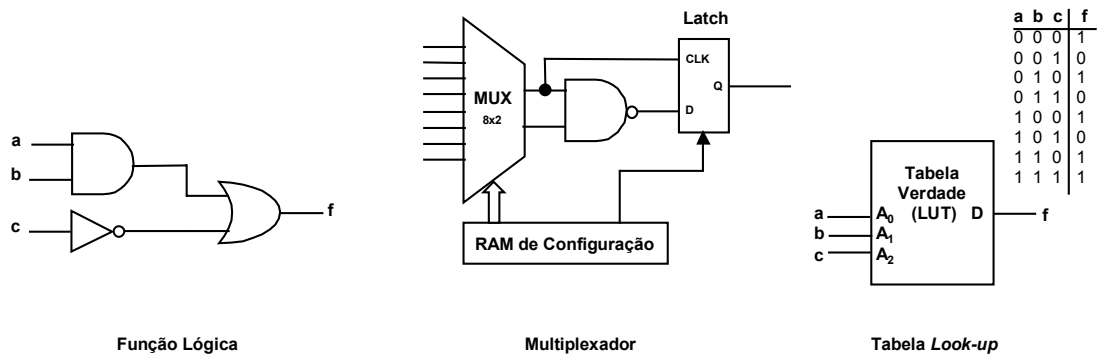 a
b
c
f
Função Lógica
Latch
MUX
8x2
CLK
D
Q
RAM de Configuração
Multiplexador
a b c f
0 0 0 1
0 0 1 0
0 1 0 1
0 1 1 0
1 0 0 1
1 0 1 0
1 1 0 1
1 1 1 1
Tabela
Verdade
(LUT) D
a A0
b A1
c A2
f
Tabela Look-up